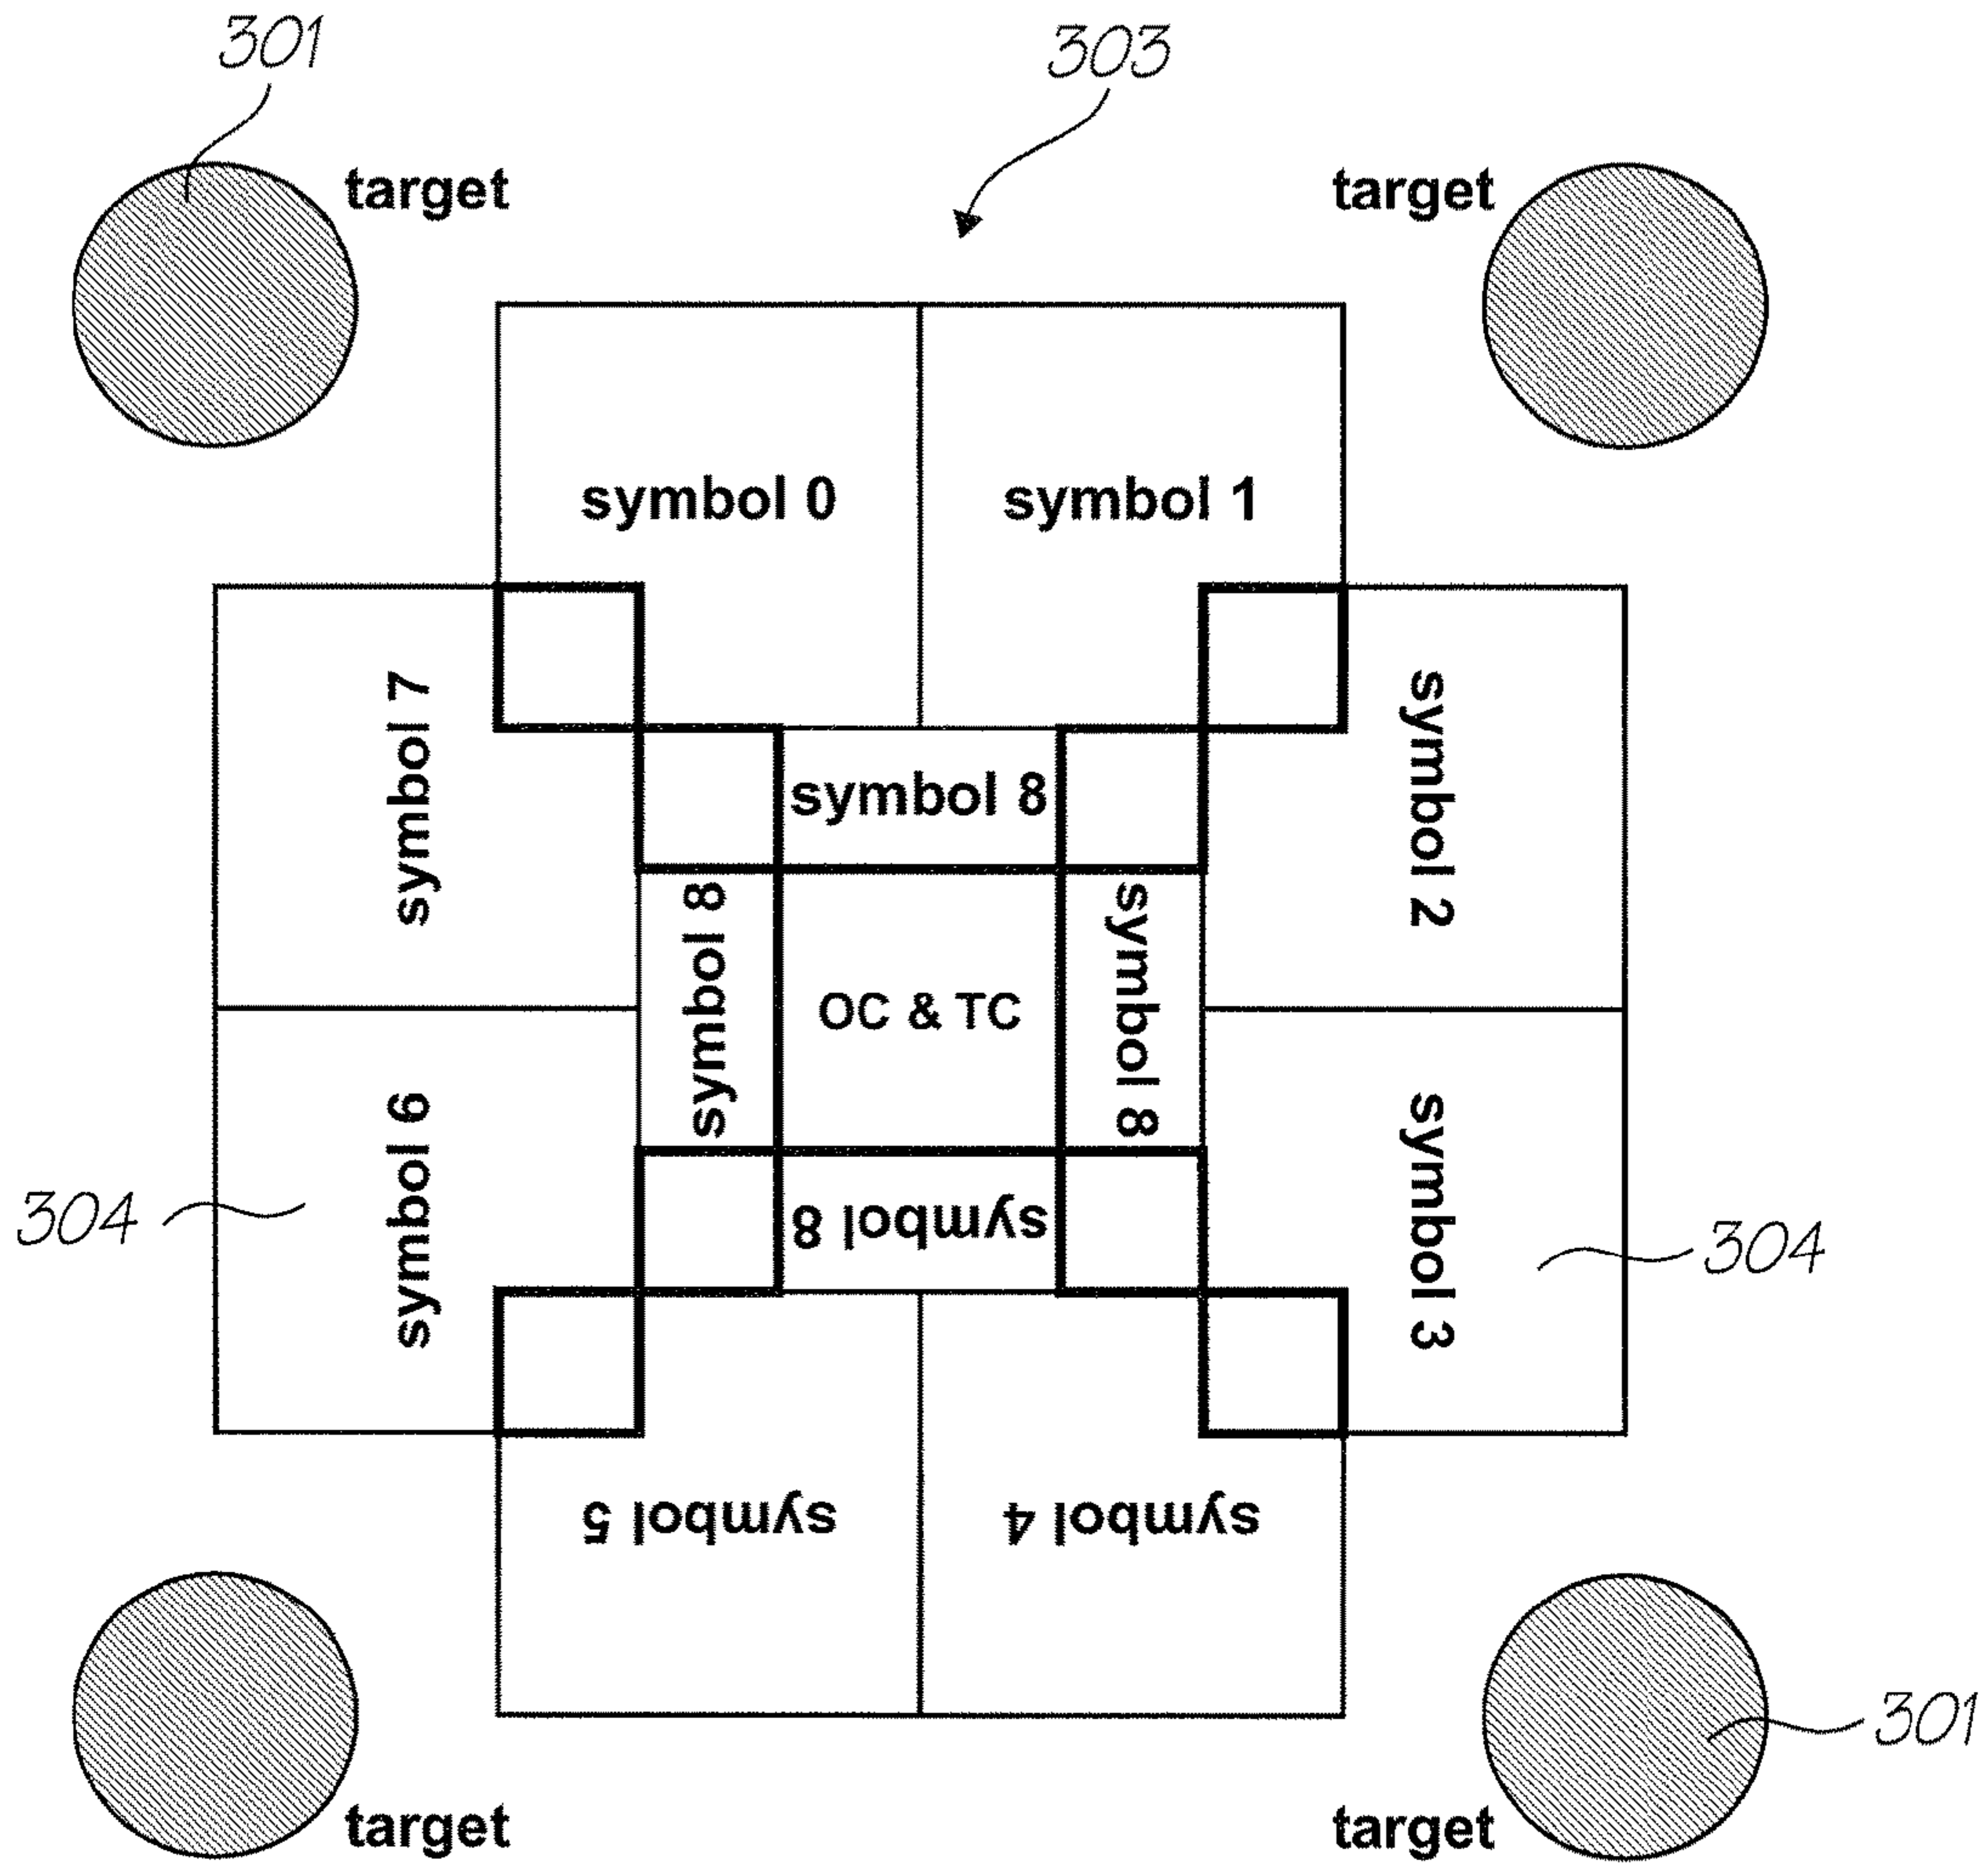 301
303
target
target
symbol 0
symbol 1
symbol 7
symbol 2
symbol 8
symbol 8
OC & TC
symbol 8
symbol 6
symbol 3
304
symbol 8
304
symbol 5
symbol 4
301
target
target